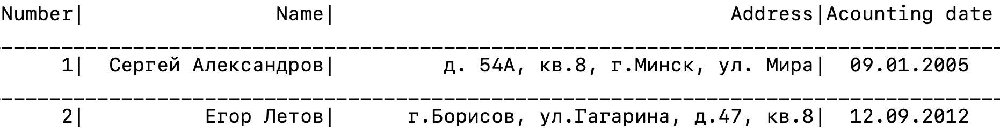 Number| Name| Address|Acounting date
------------------------------------------------------------------------------------
1| Сергей Александров| д. 54А, кв.8, г.Минск, ул. Мира| 09.01.2005
------------------------------------------------------------------------------------
2| Егор Летов| г.Борисов, ул.Гагарина, д.47, кв.8| 12.09.2012